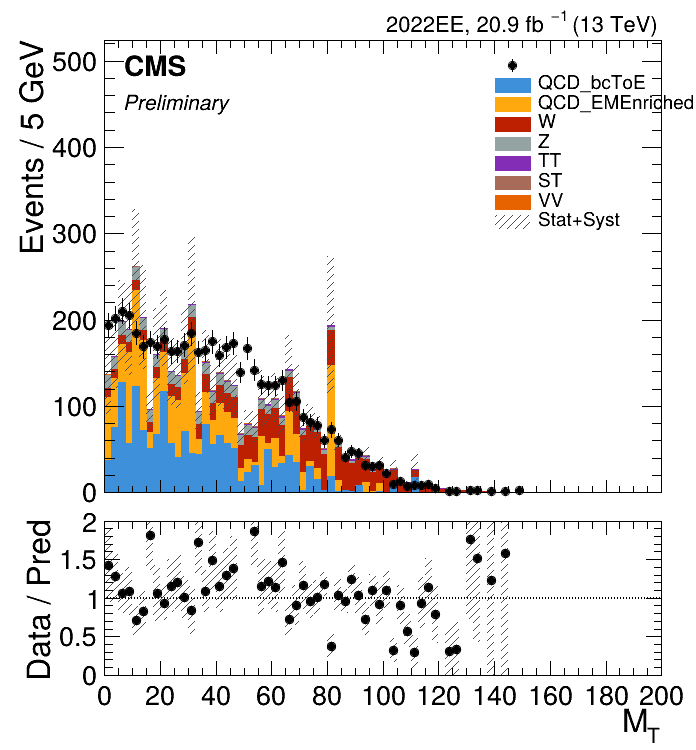 2022EE, 20.9 fb⁻¹ (13 TeV)
Events / 5 GeV
CMS
Preliminary
QCD_bcToE
QCD_EMEnriched
W
Z
TT
ST
VV
Stat+Syst
500
400
300
200
100
0
Data / Pred
2
1.5
1
0.5
0
0 20 40 60 80 100 120 140 160 180 200
M_T